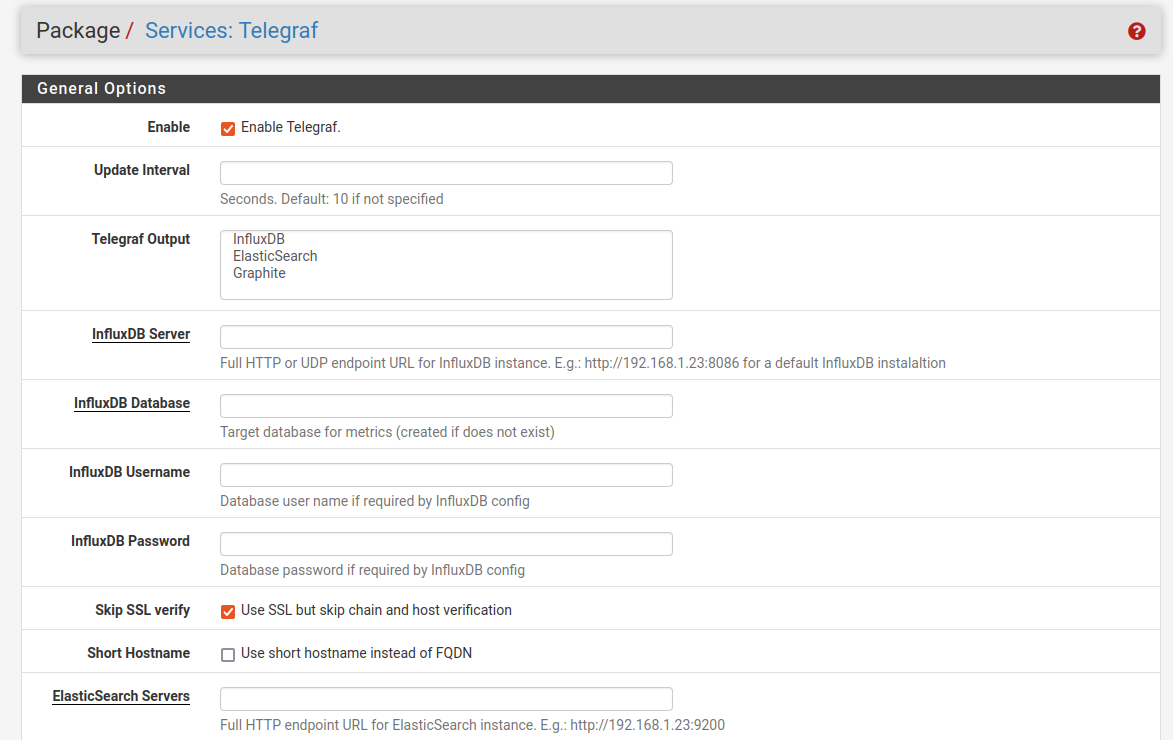 Package / Services: Telegraf
?
General Options
Enable
Enable Telegraf.
Update Interval
Seconds. Default: 10 if not specified
Telegraf Output
InfluxDB
ElasticSearch
Graphite
InfluxDB Server
Full HTTP or UDP endpoint URL for InfluxDB instance. E.g.: http://192.168.1.23:8086 for a default InfluxDB instalaltion
InfluxDB Database
Target database for metrics (created if does not exist)
InfluxDB Username
Database user name if required by InfluxDB config
InfluxDB Password
Database password if required by InfluxDB config
Skip SSL verify
Use SSL but skip chain and host verification
Short Hostname
Use short hostname instead of FQDN
ElasticSearch Servers
Full HTTP endpoint URL for ElasticSearch instance. E.g.: http://192.168.1.23:9200